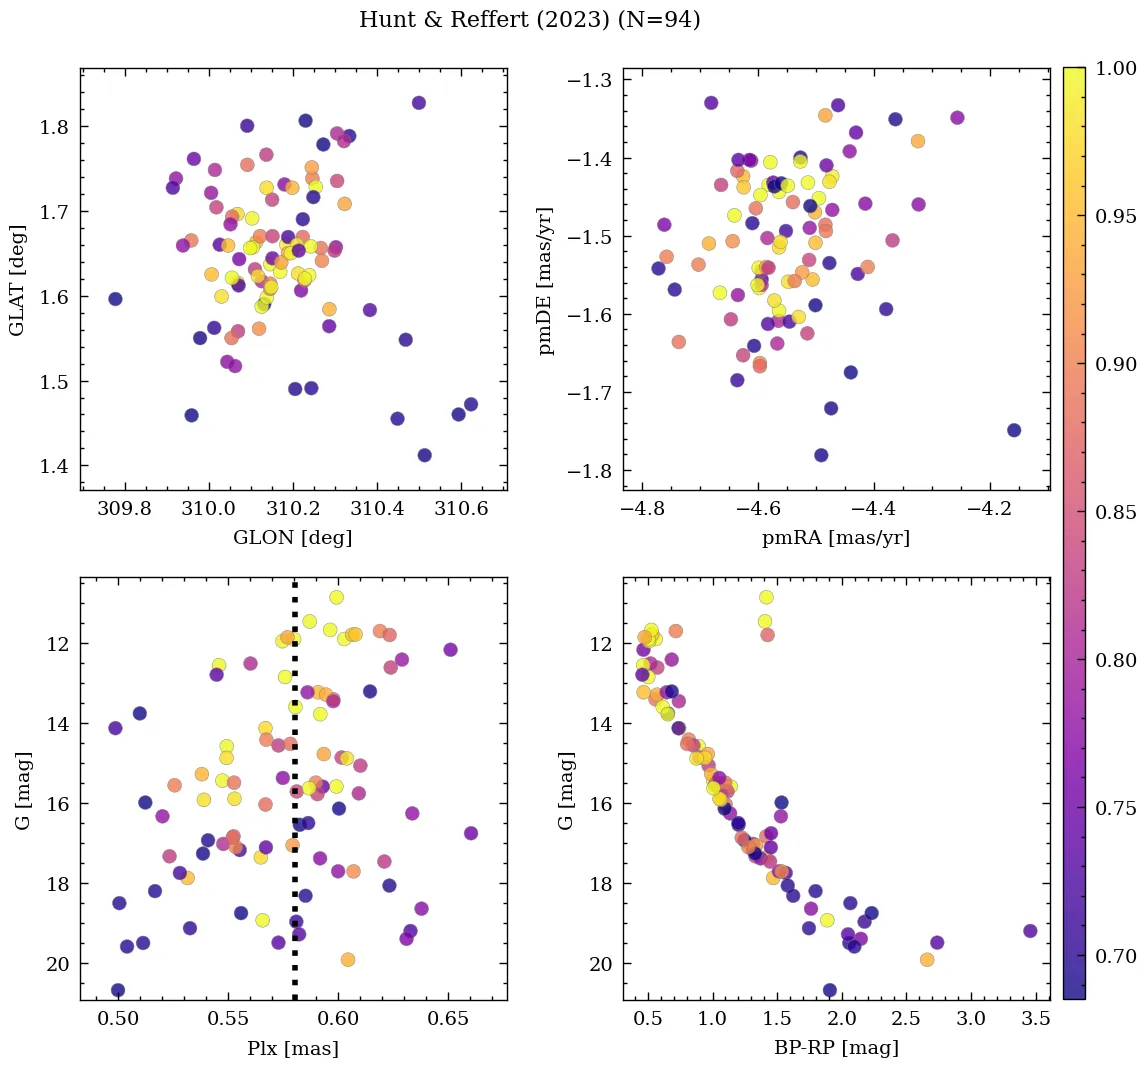 Hunt & Reffert (2023) (N=94)
GLAT [deg]
1.8
1.7
1.6
1.5
1.4
309.8 310.0 310.2 310.4 310.6
GLON [deg]
pmDE [mas/yr]
−1.3
−1.4
−1.5
−1.6
−1.7
−1.8
−4.8 −4.6 −4.4 −4.2
pmRA [mas/yr]
1.00
0.95
0.90
0.85
0.80
0.75
0.70
G [mag]
12
14
16
18
20
0.50 0.55 0.60 0.65
Plx [mas]
G [mag]
12
14
16
18
20
0.5 1.0 1.5 2.0 2.5 3.0 3.5
BP-RP [mag]